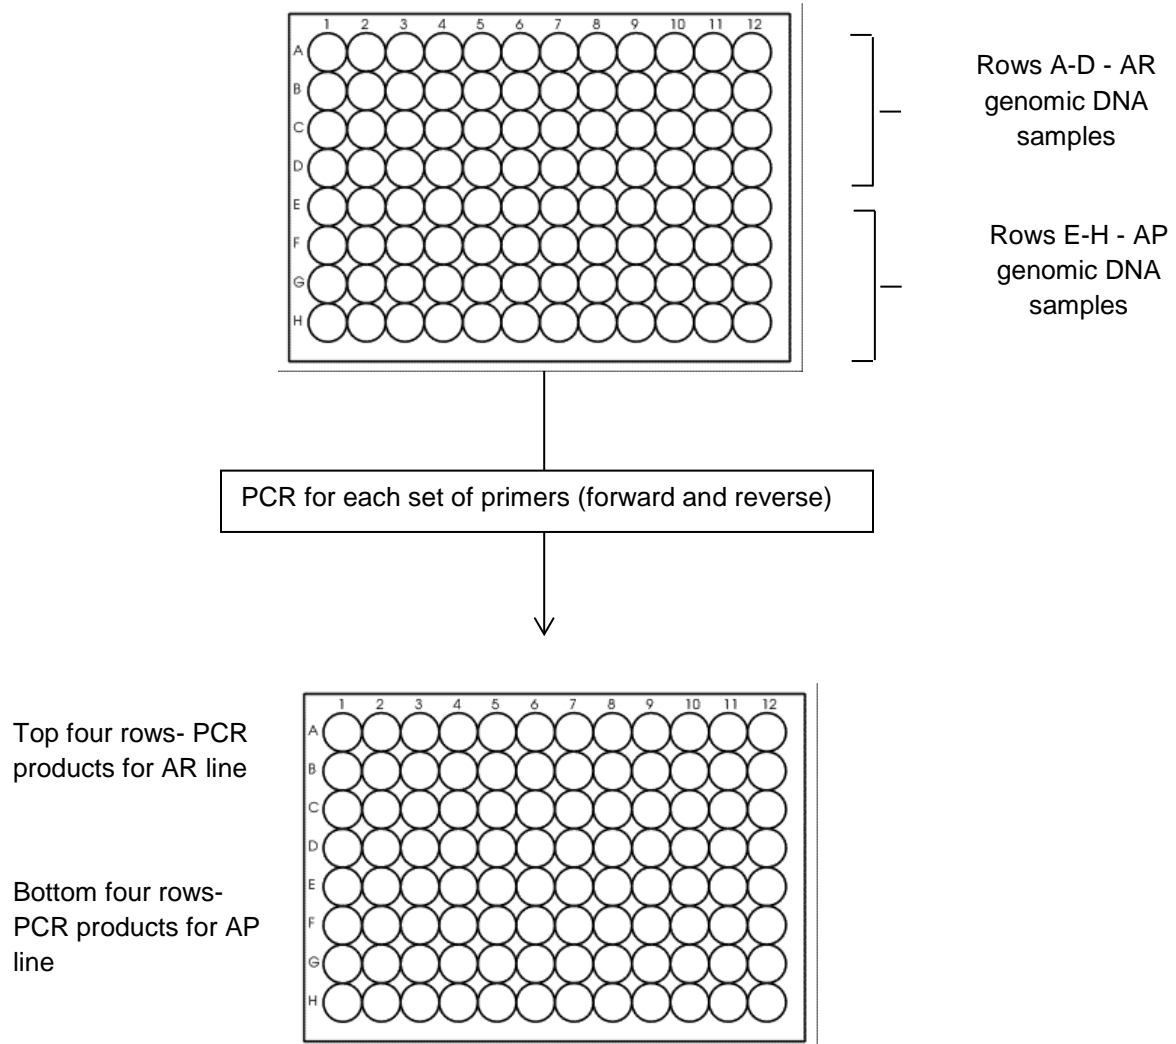 1 2 3 4 5 6 7 8 9 10 11 12
A
B
C
D
E
F
G
H
Rows A-D - AR
genomic DNA
samples
Rows E-H - AP
genomic DNA
samples
PCR for each set of primers (forward and reverse)
Top four rows- PCR
products for AR line
Bottom four rows-
PCR products for AP
line
1 2 3 4 5 6 7 8 9 10 11 12
A
B
C
D
E
F
G
H